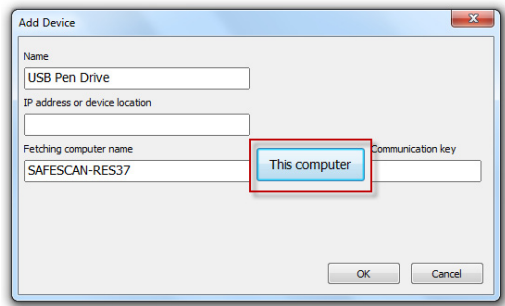 Add Device
Name
USB Pen Drive
IP address or device location
Fetching computer name
This computer
Communication key
SAFESCAN-RES37
OK
Cancel